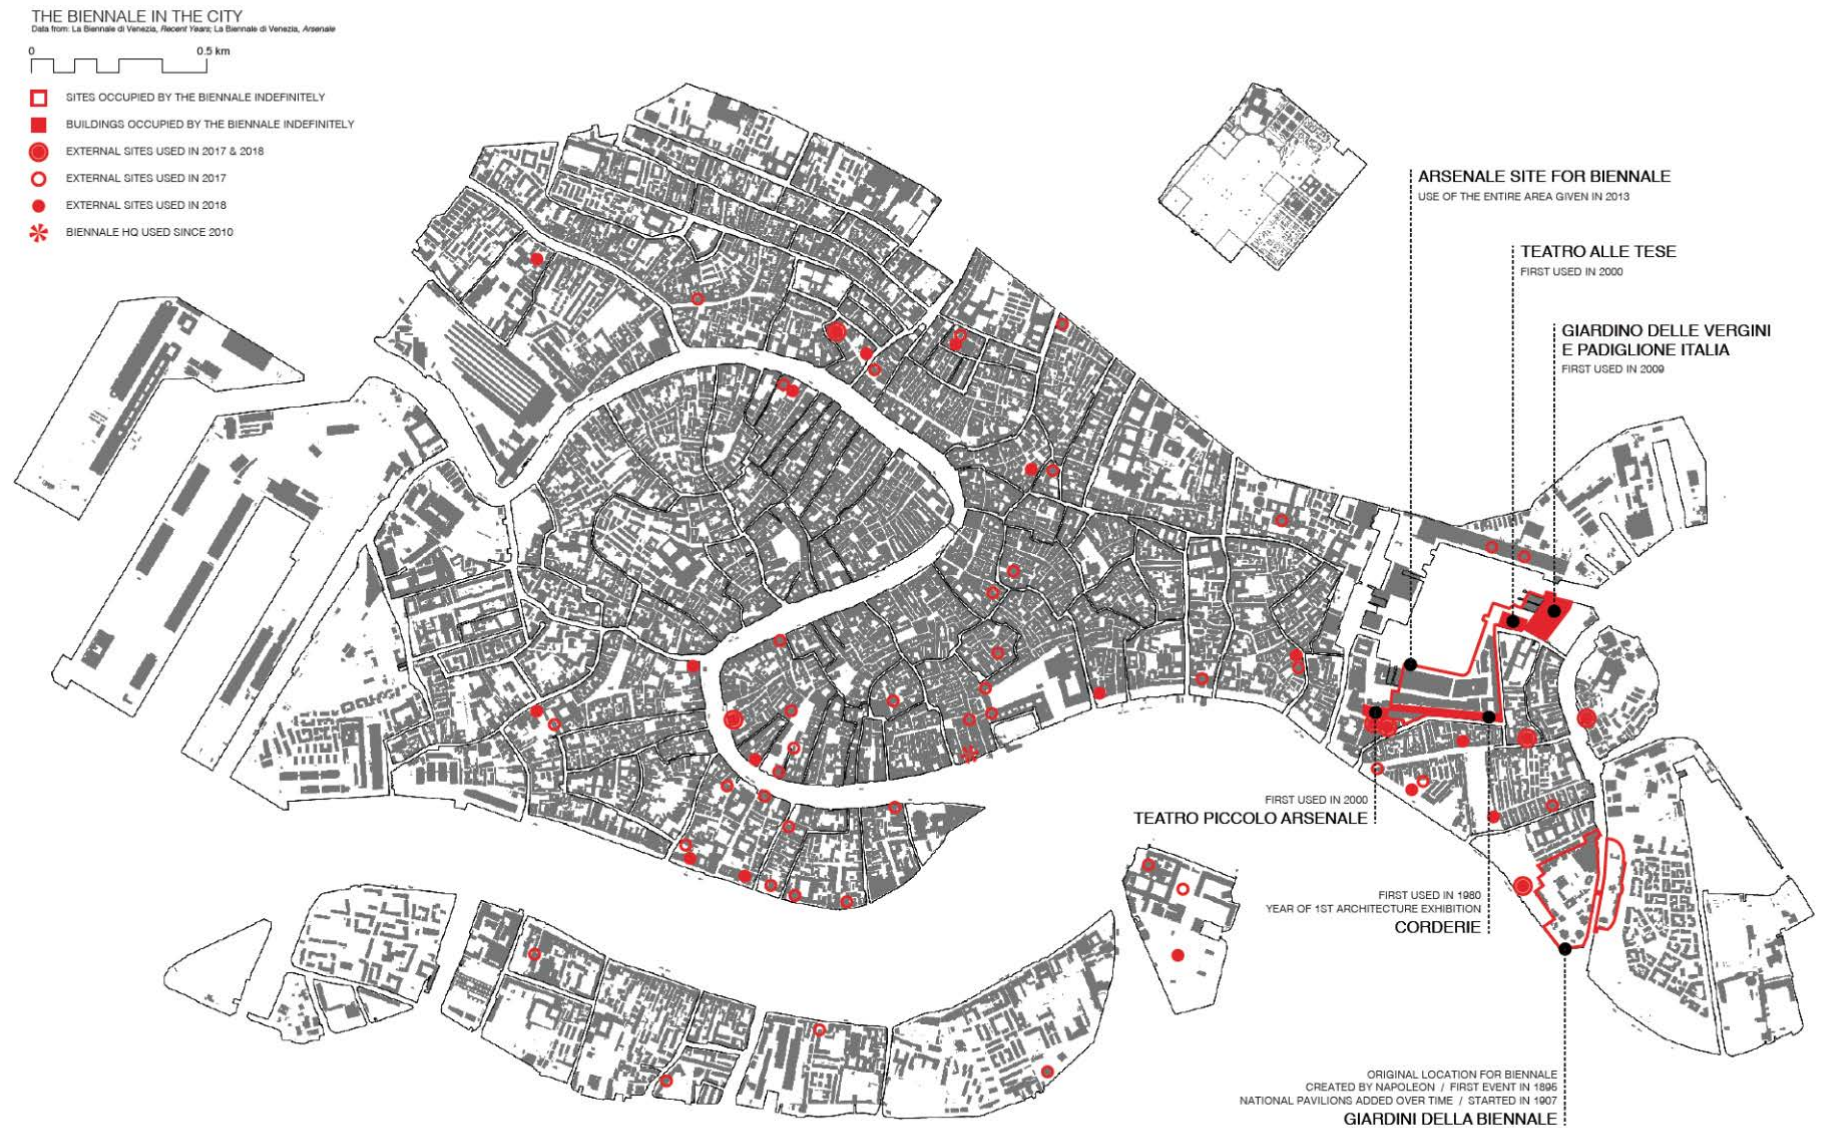 THE BIENNALE IN THE CITY
Data from: La Biennale di Venezia, Recent Years; La Biennale di Venezia, Arsenale
0 0.5 km
SITES OCCUPIED BY THE BIENNALE INDEFINITELY
BUILDINGS OCCUPIED BY THE BIENNALE INDEFINITELY
EXTERNAL SITES USED IN 2017 & 2018
EXTERNAL SITES USED IN 2017
EXTERNAL SITES USED IN 2018
BIENNALE HQ USED SINCE 2010
ARSENALE SITE FOR BIENNALE
USE OF THE ENTIRE AREA GIVEN IN 2013
TEATRO ALLE TESE
FIRST USED IN 2000
GIARDINO DELLE VERGINI
E PADIGLIONE ITALIA
FIRST USED IN 2009
FIRST USED IN 2000
TEATRO PICCOLO ARSENALE
FIRST USED IN 1980
YEAR OF 1ST ARCHITECTURE EXHIBITION
CORDERIE
ORIGINAL LOCATION FOR BIENNALE
CREATED BY NAPOLEON / FIRST EVENT IN 1895
NATIONAL PAVILIONS ADDED OVER TIME / STARTED IN 1907
GIARDINI DELLA BIENNALE